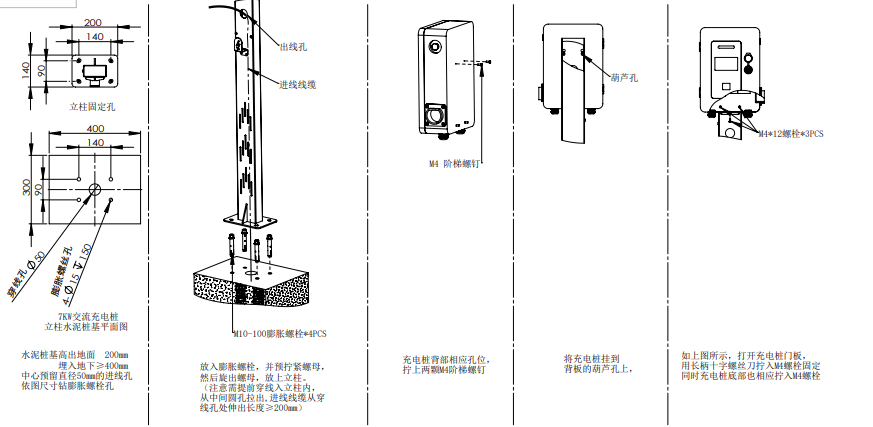 200
140
140
90
立柱固定孔
400
140
300
90
穿线孔 Ø50
膨胀螺丝孔
4-Ø15 ↧150
7KW交流充电桩
立柱水泥桩基平面图
水泥桩基高出地面 200mm
埋入地下≥400mm
中心预留直径50mm的进线孔
依图尺寸钻膨胀螺栓孔
出线孔
进线线缆
M10-100膨胀螺栓*4PCS
放入膨胀螺栓，并预拧紧螺母，
然后旋出螺母，放上立柱。
（注意需提前穿线入立柱内，
从中间圆孔拉出,进线线缆从穿
线孔处伸出长度≥200mm）
M4 阶梯螺钉
充电桩背部相应孔位，
拧上两颗M4阶梯螺钉
葫芦孔
将充电桩挂到
背板的葫芦孔上，
M4*12螺栓*3PCS
如上图所示，打开充电桩门板，
用长柄十字螺丝刀拧入M4螺栓固定
同时充电桩底部也相应拧入M4螺栓